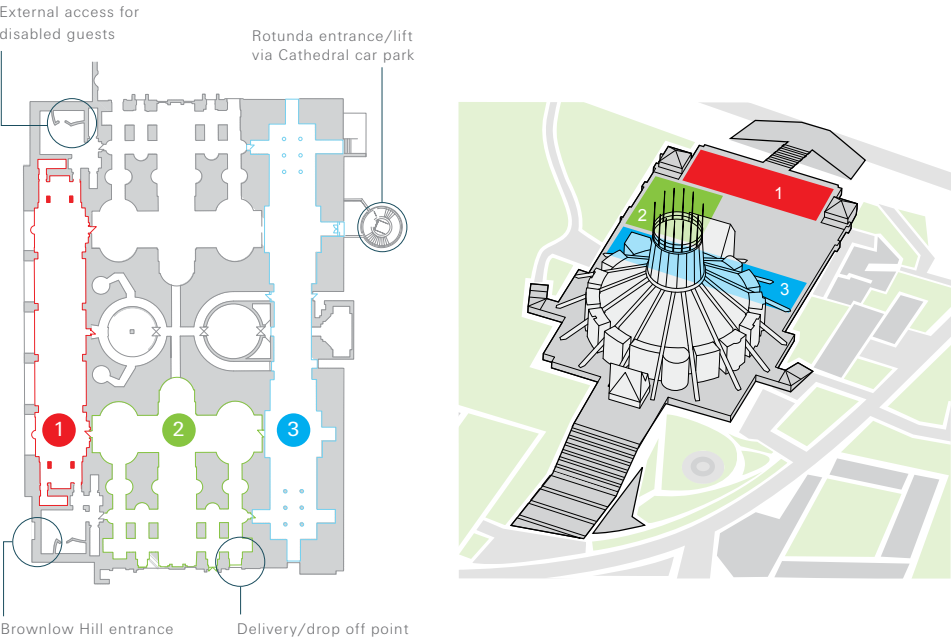 External access for
disabled guests
Rotunda entrance/lift
via Cathedral car park
1
2
3
Brownlow Hill entrance
Delivery/drop off point
1
2
3